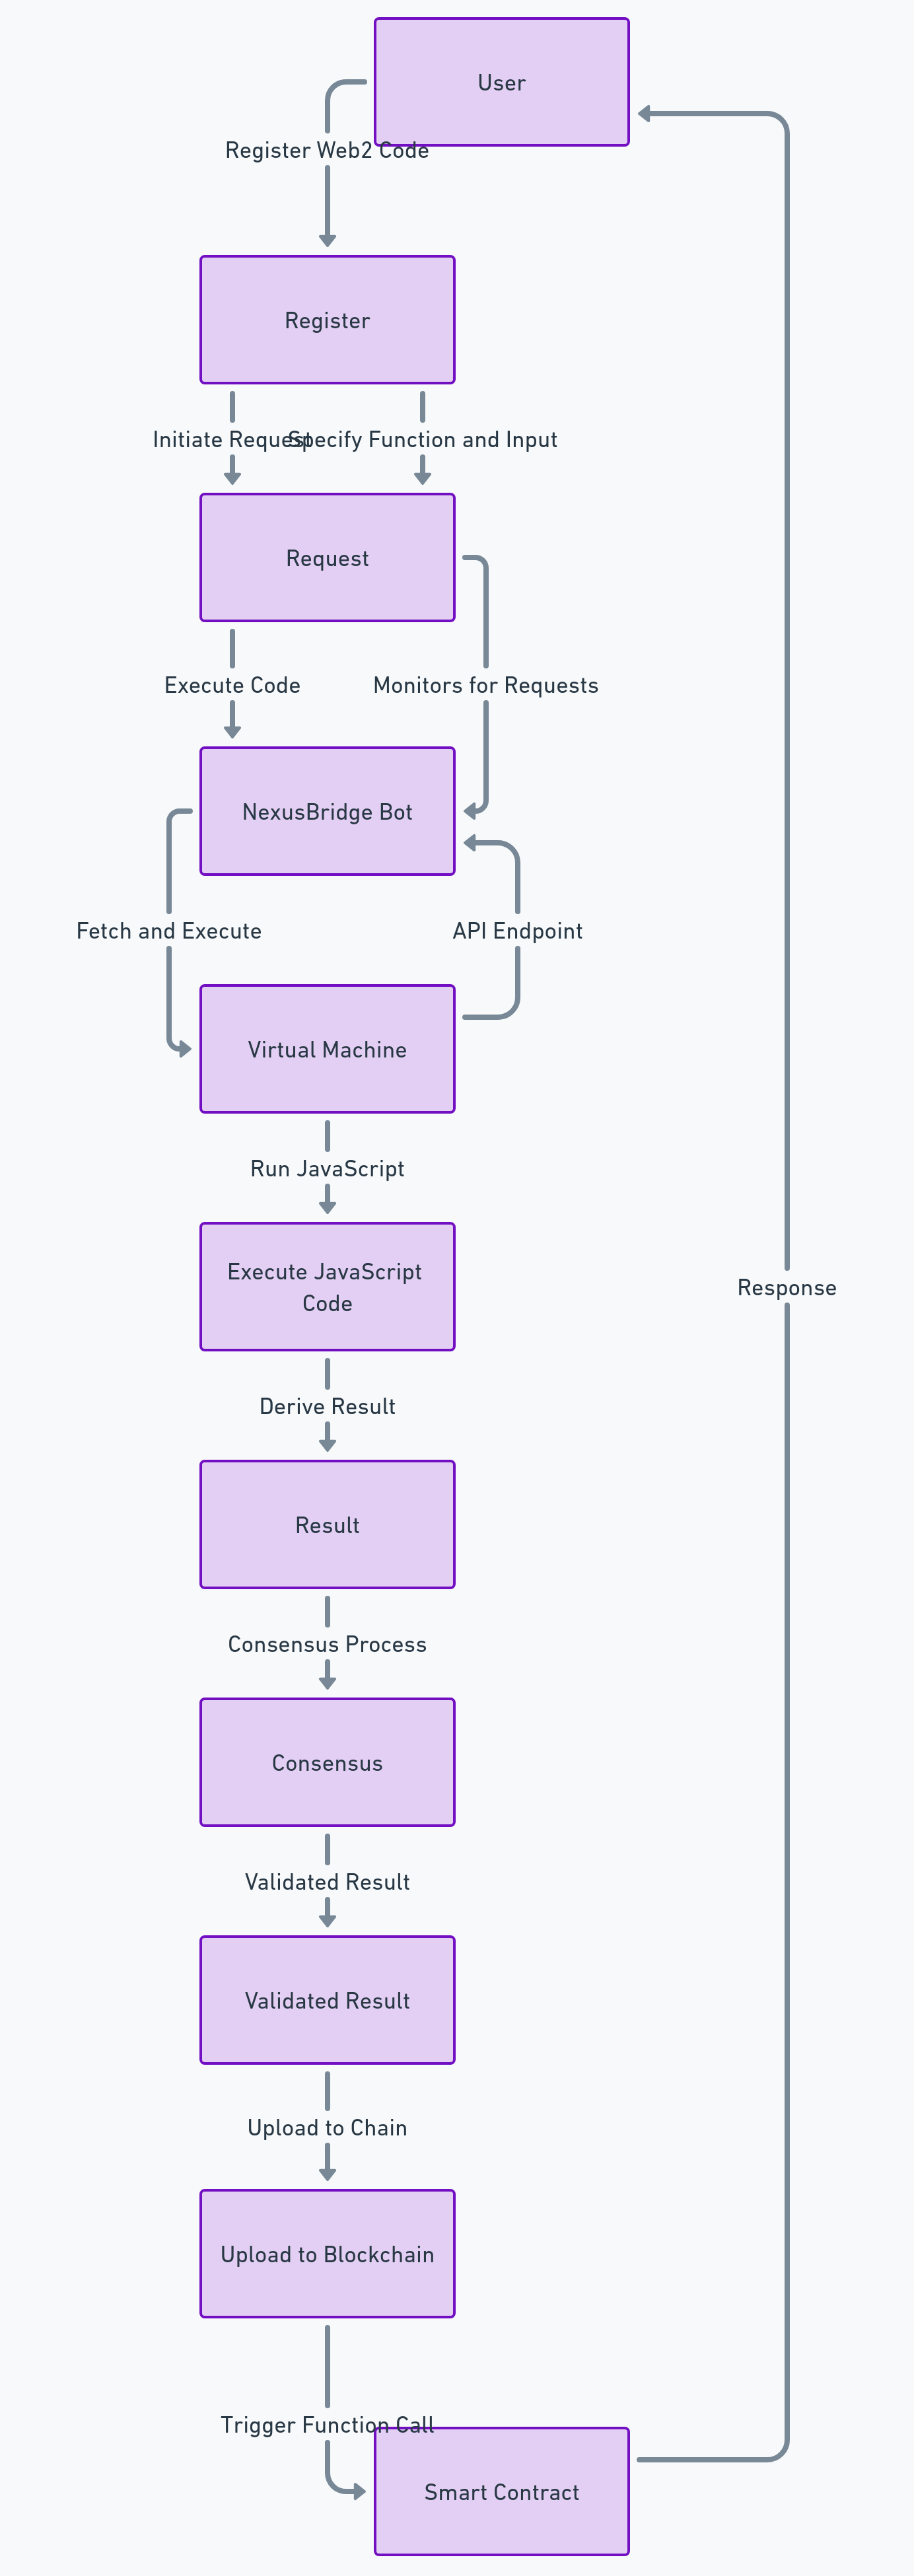 User
Register Web2 Code
Register
Initiate Request
Specify Function and Input
Request
Execute Code
Monitors for Requests
NexusBridge Bot
Fetch and Execute
API Endpoint
Virtual Machine
Run JavaScript
Execute JavaScript
Code
Response
Derive Result
Result
Consensus Process
Consensus
Validated Result
Validated Result
Upload to Chain
Upload to Blockchain
Trigger Function Call
Smart Contract